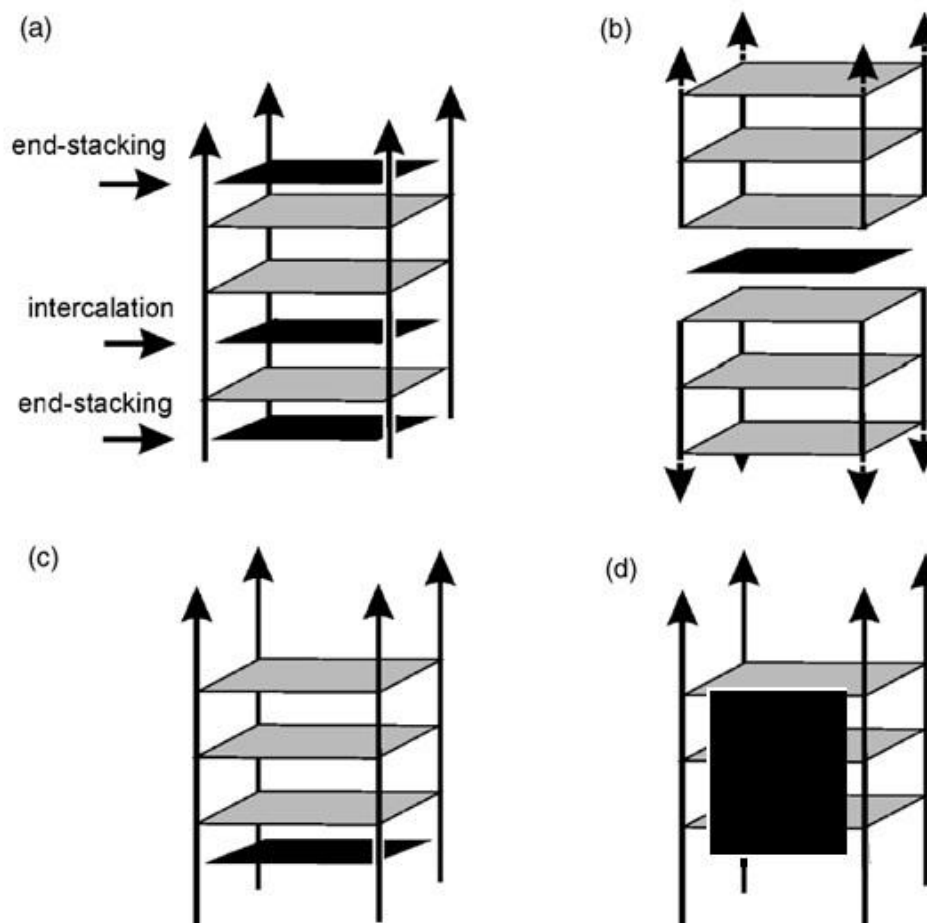 (a)
(b)
end-stacking
intercalation
end-stacking
(c)
(d)